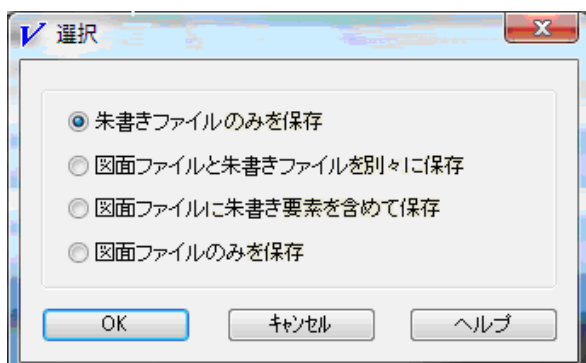 選択
朱書きファイルのみを保存
図面ファイルと朱書きファイルを別々に保存
図面ファイルに朱書き要素を含めて保存
図面ファイルのみを保存
OK ｷｬﾝｾﾙ ヘルプ